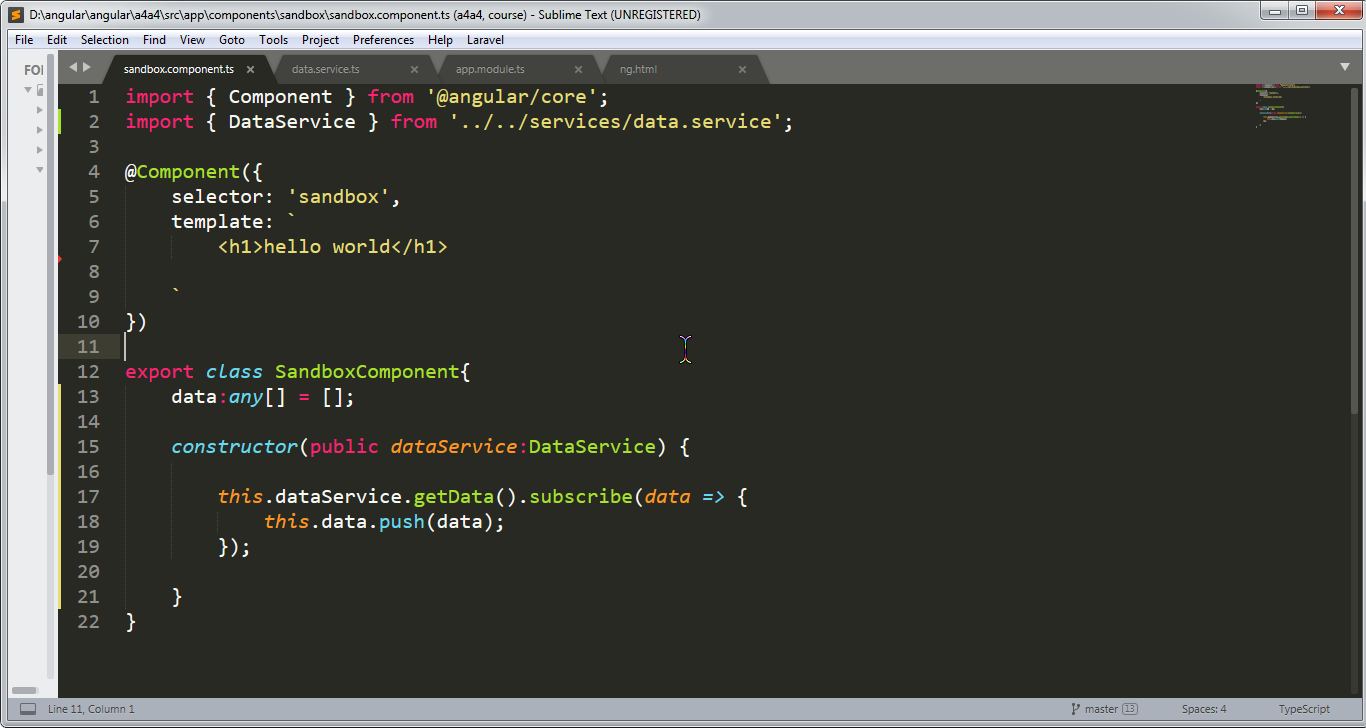 D:\angular\angular\a4a4\src\app\components\sandbox\sandbox.component.ts (a4a4, course) - Sublime Text (UNREGISTERED)
File Edit Selection Find View Goto Tools Project Preferences Help Laravel
FOI
sandbox.component.ts × data.service.ts × app.module.ts × ng.html ×
1 import { Component } from '@angular/core';
2 import { DataService } from '../../services/data.service';
3
4 @Component({
5     selector: 'sandbox',
6     template: `
7         <h1>hello world</h1>
8
9     `
10 })
11
12 export class SandboxComponent{
13     data:any[] = [];
14
15     constructor(public dataService:DataService) {
16
17         this.dataService.getData().subscribe(data => {
18             this.data.push(data);
19         });
20
21     }
22 }
Line 11, Column 1 master 13 Spaces: 4 TypeScript